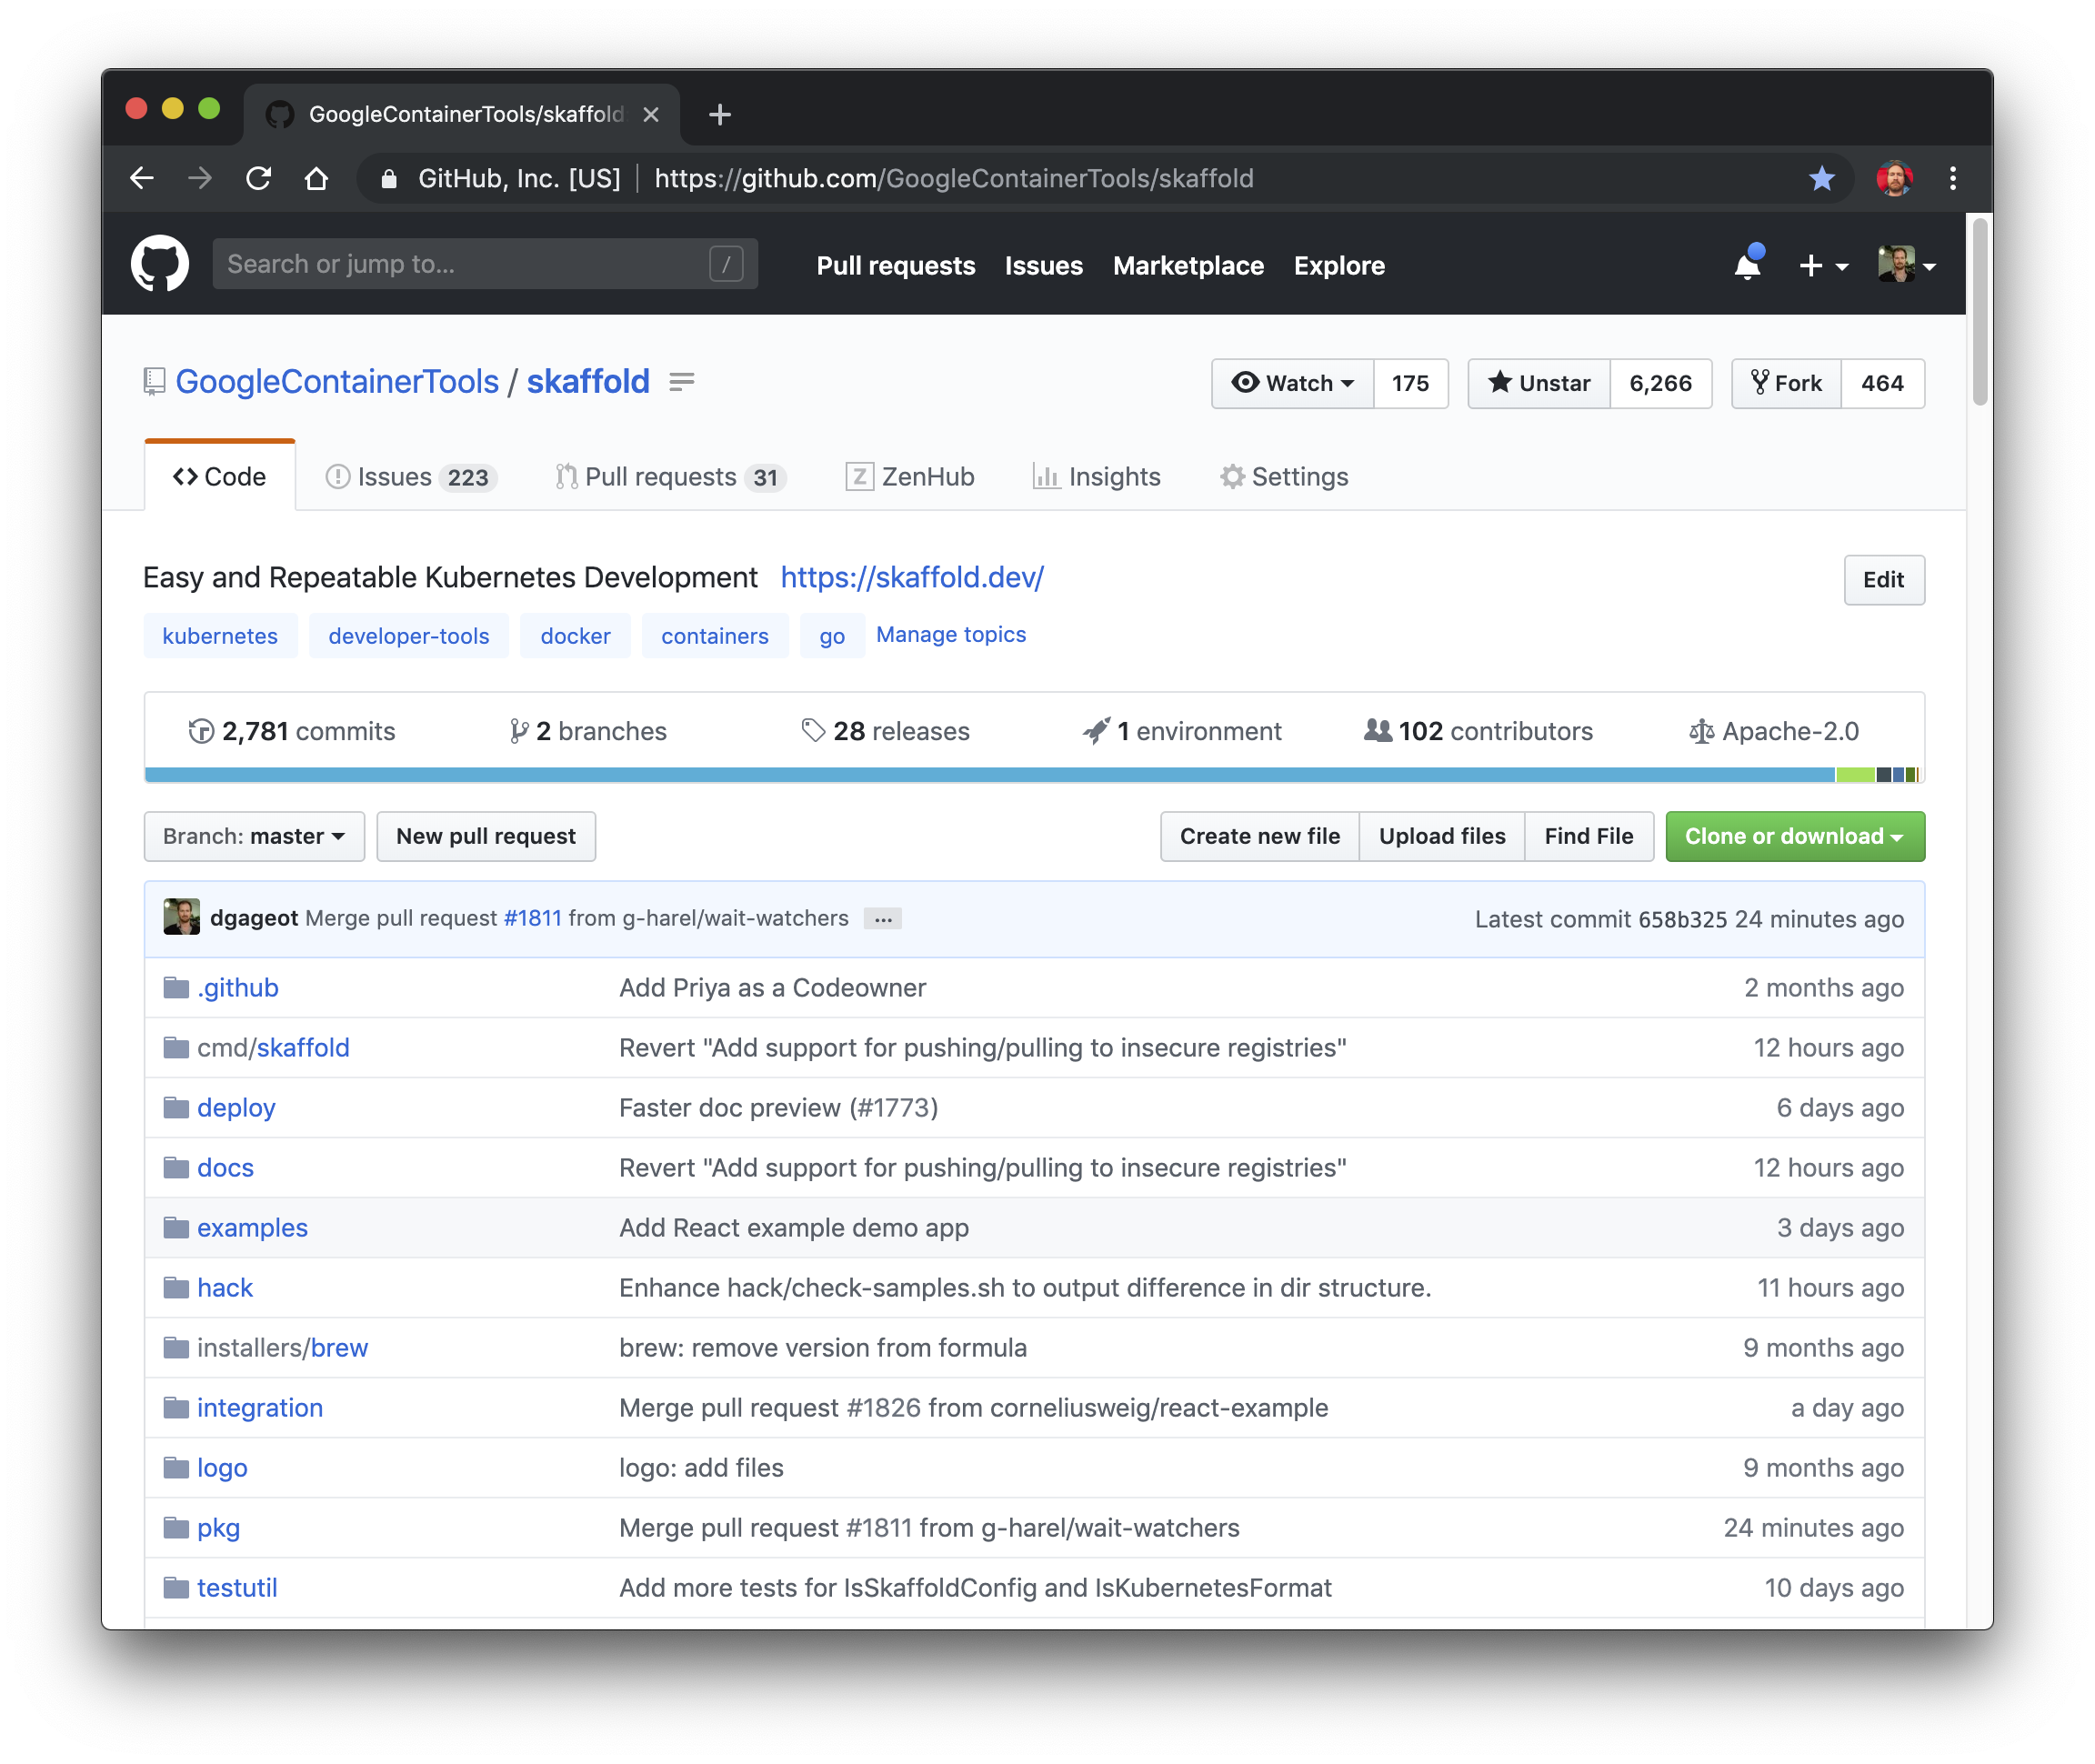 GoogleContainerTools/skaffold
GitHub, Inc. [US] https://github.com/GoogleContainerTools/skaffold
Search or jump to... / Pull requests Issues Marketplace Explore
GoogleContainerTools / skaffold Watch 175 Unstar 6,266 Fork 464
Code Issues 223 Pull requests 31 Z ZenHub Insights Settings
Easy and Repeatable Kubernetes Development https://skaffold.dev/ Edit
kubernetes developer-tools docker containers go Manage topics
2,781 commits 2 branches 28 releases 1 environment 102 contributors Apache-2.0
Branch: master New pull request Create new file Upload files Find File Clone or download
dgageot Merge pull request #1811 from g-harel/wait-watchers ... Latest commit 658b325 24 minutes ago
.github Add Priya as a Codeowner 2 months ago
cmd/skaffold Revert "Add support for pushing/pulling to insecure registries" 12 hours ago
deploy Faster doc preview (#1773) 6 days ago
docs Revert "Add support for pushing/pulling to insecure registries" 12 hours ago
examples Add React example demo app 3 days ago
hack Enhance hack/check-samples.sh to output difference in dir structure. 11 hours ago
installers/brew brew: remove version from formula 9 months ago
integration Merge pull request #1826 from corneliusweig/react-example a day ago
logo logo: add files 9 months ago
pkg Merge pull request #1811 from g-harel/wait-watchers 24 minutes ago
testutil Add more tests for IsSkaffoldConfig and IsKubernetesFormat 10 days ago